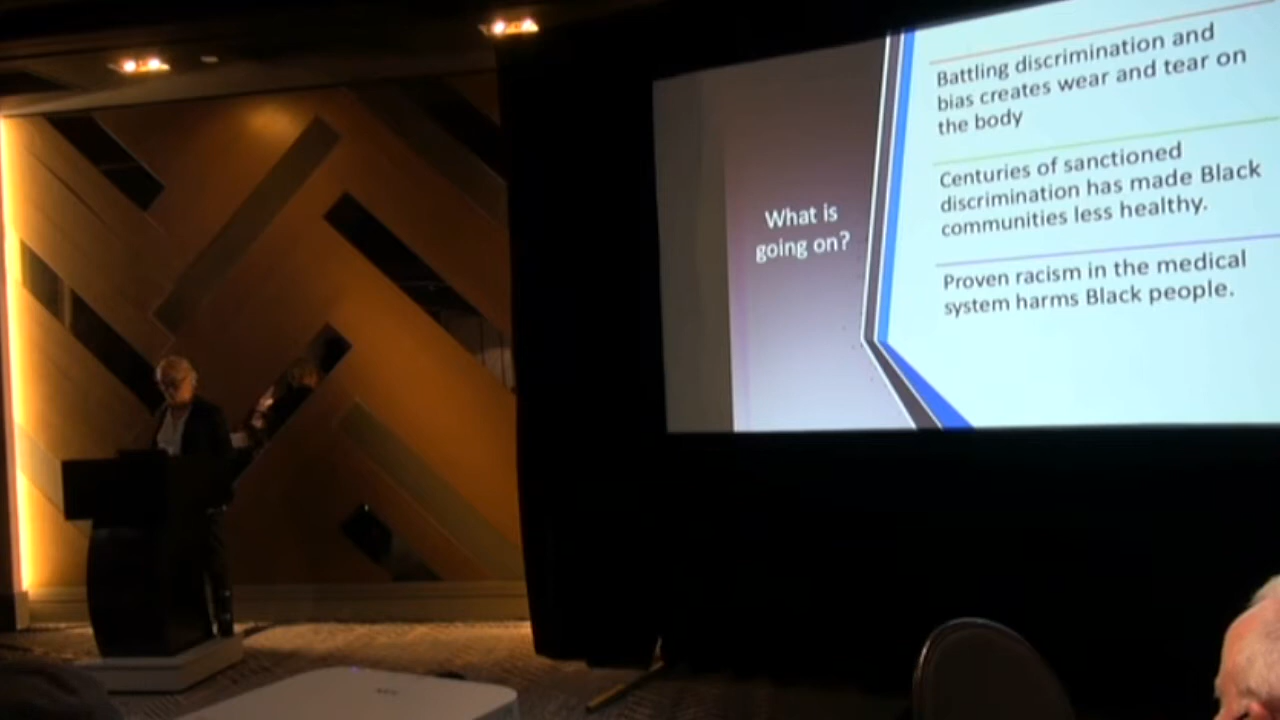 What is
going on?
Battling discrimination and
bias creates wear and tear on
the body
Centuries of sanctioned
discrimination has made Black
communities less healthy.
Proven racism in the medical
system harms Black people.